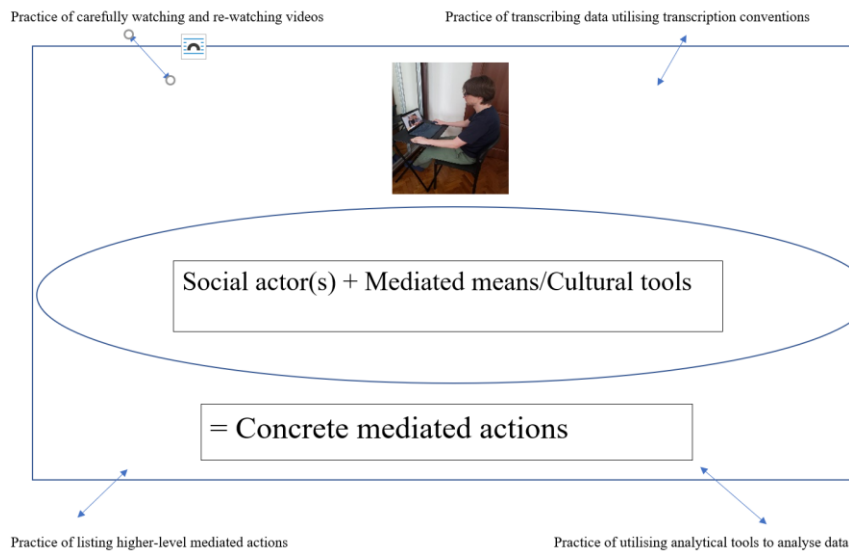 Practice of carefully watching and re-watching videos
Practice of transcribing data utilising transcription conventions
Social actor(s) + Mediated means/Cultural tools
= Concrete mediated actions
Practice of listing higher-level mediated actions
Practice of utilising analytical tools to analyse data